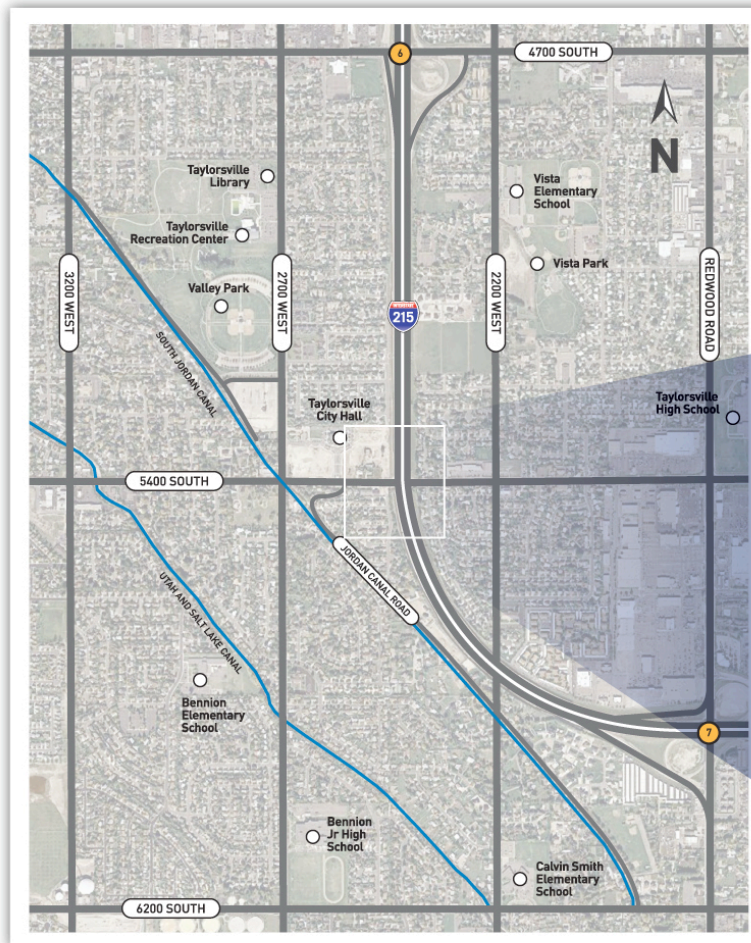 6
4700 SOUTH
N
Taylorsville
Library
Vista
Elementary
School
Taylorsville
Recreation Center
Vista Park
3200 WEST
Valley Park
2700 WEST
2200 WEST
REDWOOD ROAD
INTERSTATE
215
SOUTH JORDAN CANAL
Taylorsville
High School
Taylorsville
City Hall
5400 SOUTH
JORDAN CANAL ROAD
UTAH AND SALT LAKE CANAL
Bennion
Elementary
School
7
Bennion
Jr High
School
Calvin Smith
Elementary
School
6200 SOUTH